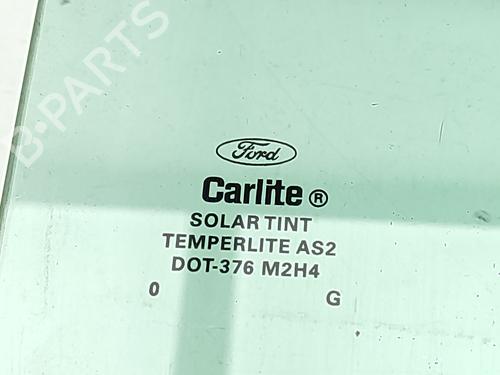 B-PARTS
Ford
Carlite ®
SOLAR TINT
TEMPERLITE AS2
DOT-376 M2H4
0 G